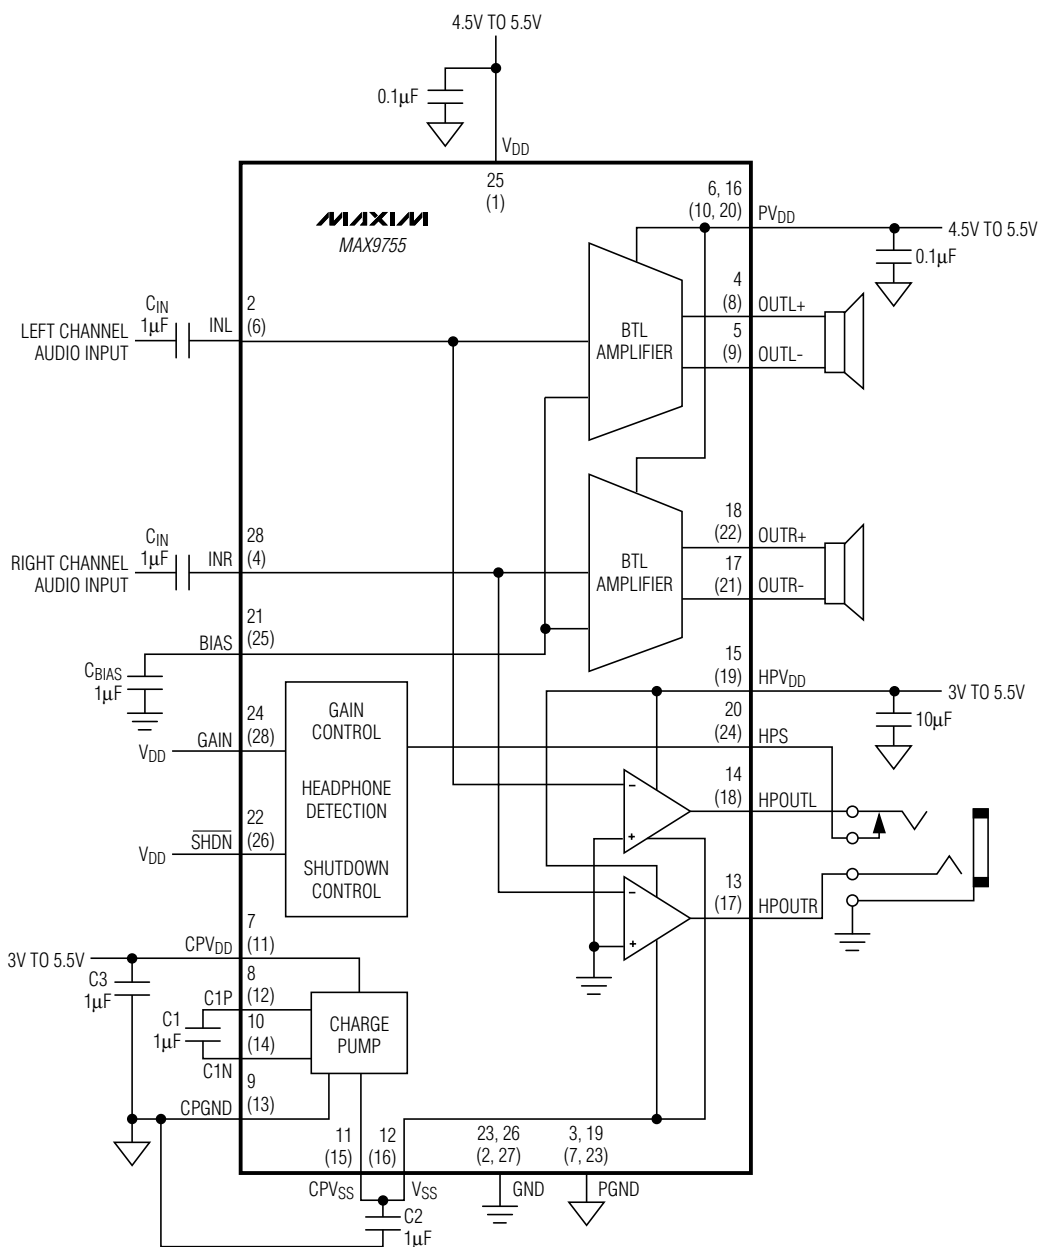 4.5V TO 5.5V
0.1μF
VDD
25
(1)
6, 16
(10, 20)
PVDD
4.5V TO 5.5V
0.1μF
MAXIM
MAX9755
4
(8)
OUTL+
5
(9)
OUTL-
BTL
AMPLIFIER
CIN
1μF
LEFT CHANNEL
AUDIO INPUT
INL
2
(6)
18
(22)
OUTR+
17
(21)
OUTR-
BTL
AMPLIFIER
CIN
1μF
RIGHT CHANNEL
AUDIO INPUT
INR
28
(4)
21
(25)
BIAS
CBIAS
1μF
15
(19)
HPVDD
3V TO 5.5V
10μF
20
(24)
HPS
24
(28)
VDD
GAIN
GAIN
CONTROL
HEADPHONE
DETECTION
SHUTDOWN
CONTROL
22
(26)
VDD
SHDN
14
(18)
HPOUTL
−
+
13
(17)
HPOUTR
−
+
7
(11)
CPVDD
3V TO 5.5V
C3
1μF
8
(12)
C1P
C1
1μF
10
(14)
C1N
CHARGE
PUMP
9
(13)
CPGND
11
(15)
12
(16)
23, 26
(2, 27)
3, 19
(7, 23)
CPVSS
VSS
GND
PGND
C2
1μF